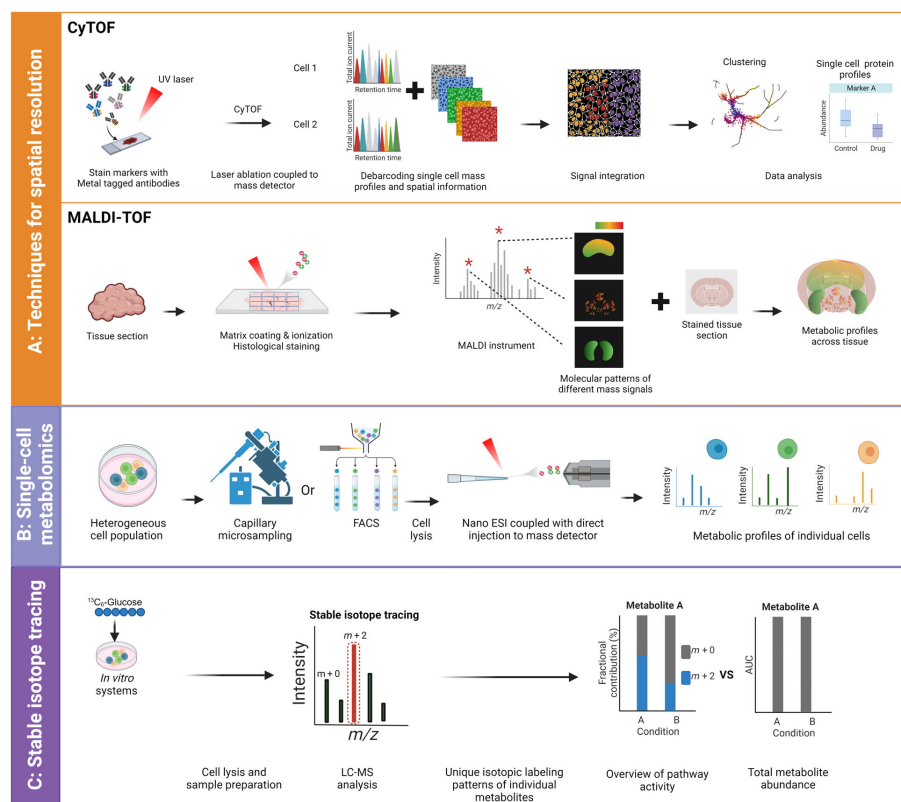 A: Techniques for spatial resolution
CyTOF
UV laser
Stain markers with
Metal tagged antibodies
CyTOF
Laser ablation coupled to
mass detector
Cell 1
Total ion current
Retention time
Cell 2
Total ion current
Retention time
Debarcoding single cell mass
profiles and spatial information
Signal integration
Clustering
Single cell protein
profiles
Marker A
Abundance
Control
Drug
Data analysis
MALDI-TOF
Tissue section
Matrix coating & ionization
Histological staining
Intensity
m/z
MALDI instrument
Molecular patterns of
different mass signals
Stained tissue
section
Metabolic profiles
across tissue
B: Single-cell
metabolomics
Heterogeneous
cell population
Capillary
microsampling
Or
FACS
Cell
lysis
Nano ESI coupled with direct
injection to mass detector
Intensity
m/z
Intensity
m/z
Intensity
m/z
Metabolic profiles of individual cells
C: Stable isotope tracing
¹³C₆-Glucose
In vitro
systems
Cell lysis and
sample preparation
Stable isotope tracing
Intensity
m + 0
m + 2
m/z
LC-MS
analysis
Unique isotopic labeling
patterns of individual
metabolites
Metabolite A
Fractional
contribution (%)
m + 0
m + 2
A
B
Condition
Overview of pathway
activity
VS
Metabolite A
AUC
A
B
Condition
Total metabolite
abundance